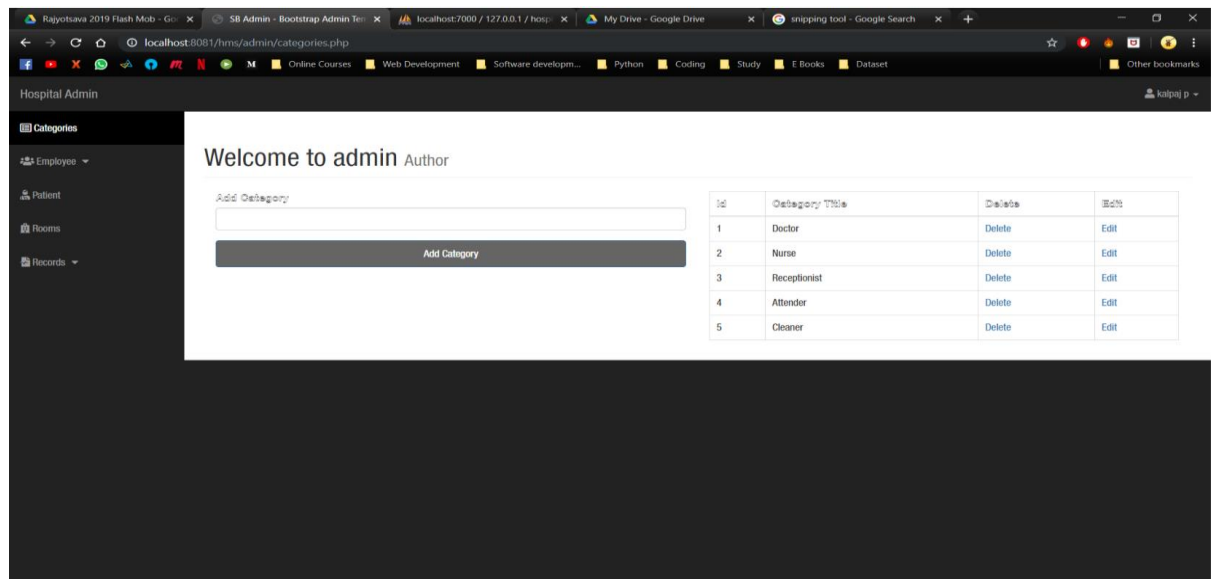 Rajyotsava 2019 Flash Mob - Go
SB Admin - Bootstrap Admin Tem
localhost:7000 / 127.0.0.1 / hospi
My Drive - Google Drive
snipping tool - Google Search
localhost:8081/hms/admin/categories.php
Online Courses
Web Development
Software developm...
Python
Coding
Study
E Books
Dataset
Other bookmarks
Hospital Admin
kalpaj p
Categories
Employee
Patient
Rooms
Records
Welcome to admin Author
Add Category
Add Category
Id Category Title Delete Edit
1 Doctor Delete Edit
2 Nurse Delete Edit
3 Receptionist Delete Edit
4 Attender Delete Edit
5 Cleaner Delete Edit